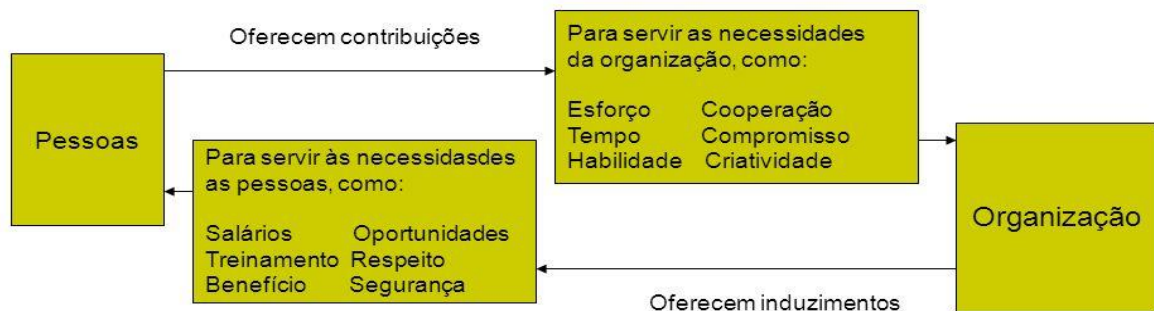 Oferecem contribuições
Para servir as necessidades
da organização, como:
Esforço Cooperação
Tempo Compromisso
Habilidade Criatividade
Pessoas
Para servir às necessidasdes
as pessoas, como:
Salários Oportunidades
Treinamento Respeito
Benefício Segurança
Organização
Oferecem induzimentos